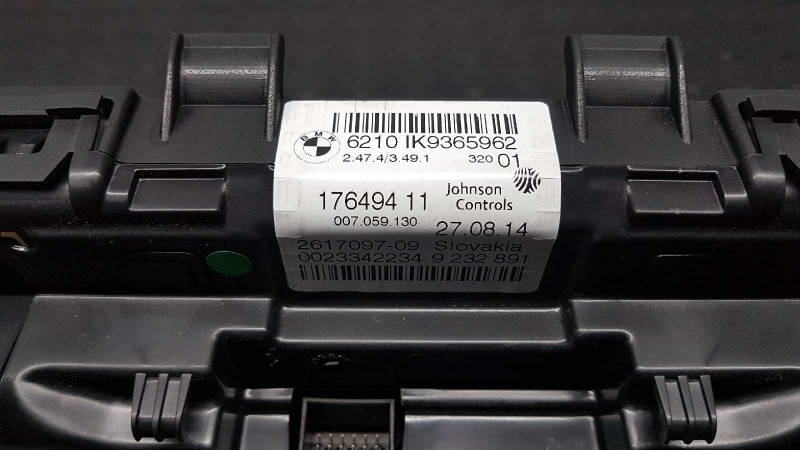 BMW
6210 IK9365962
2.47.4/3.49.1 320 01
176494 11 Johnson Controls
007.059.130 27.08.14
2617097-09 Slovakia
0023342234 9 232 891